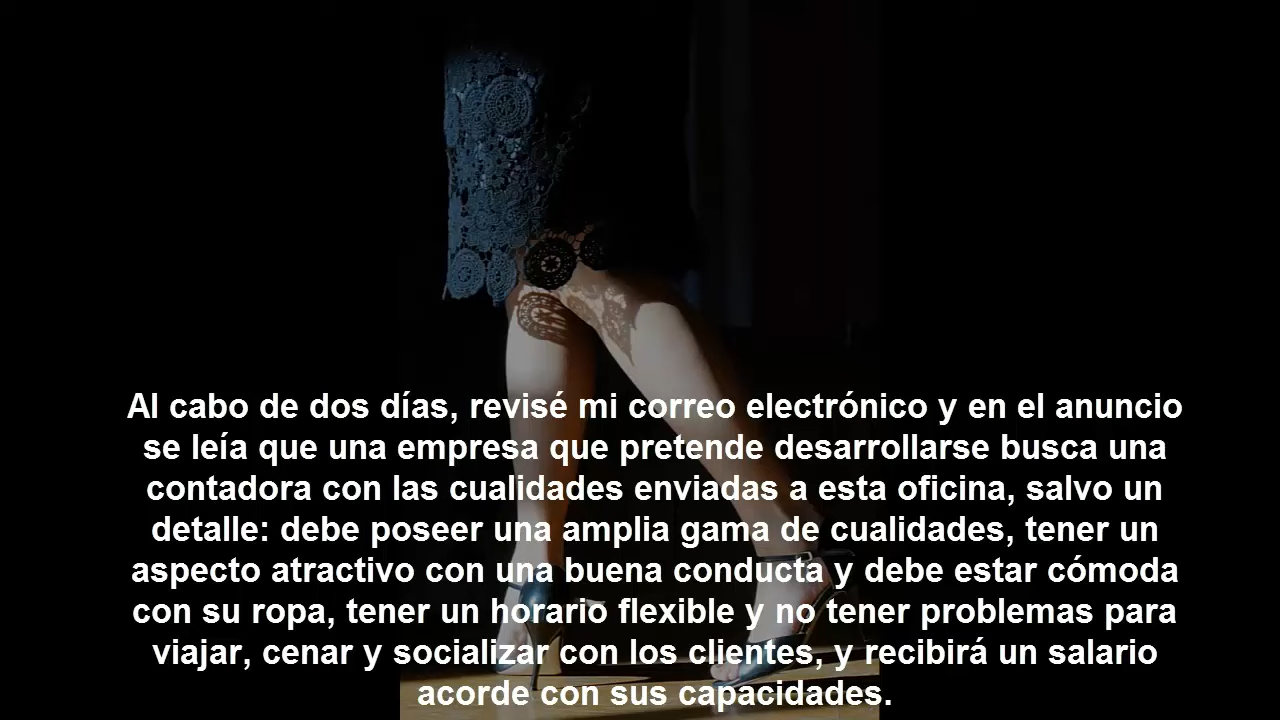 Al cabo de dos días, revisé mi correo electrónico y en el anuncio
se leía que una empresa que pretende desarrollarse busca una
contadora con las cualidades enviadas a esta oficina, salvo un
detalle: debe poseer una amplia gama de cualidades, tener un
aspecto atractivo con una buena conducta y debe estar cómoda
con su ropa, tener un horario flexible y no tener problemas para
viajar, cenar y socializar con los clientes, y recibirá un salario
acorde con sus capacidades.